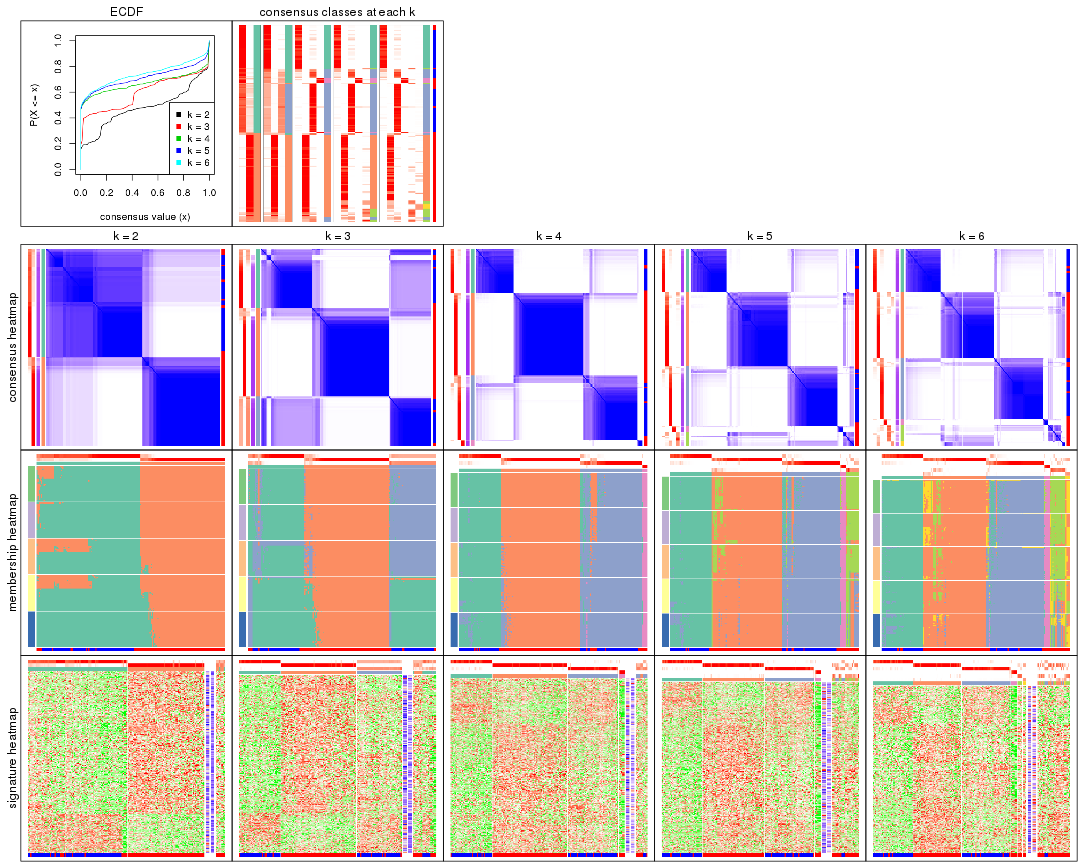 ECDF
consensus classes at each k
P(X <= x)
0.0 0.2 0.4 0.6 0.8 1.0
k = 2
k = 3
k = 4
k = 5
k = 6
0.0 0.2 0.4 0.6 0.8 1.0
consensus value (x)
k = 2
k = 3
k = 4
k = 5
k = 6
consensus heatmap
membership heatmap
signature heatmap